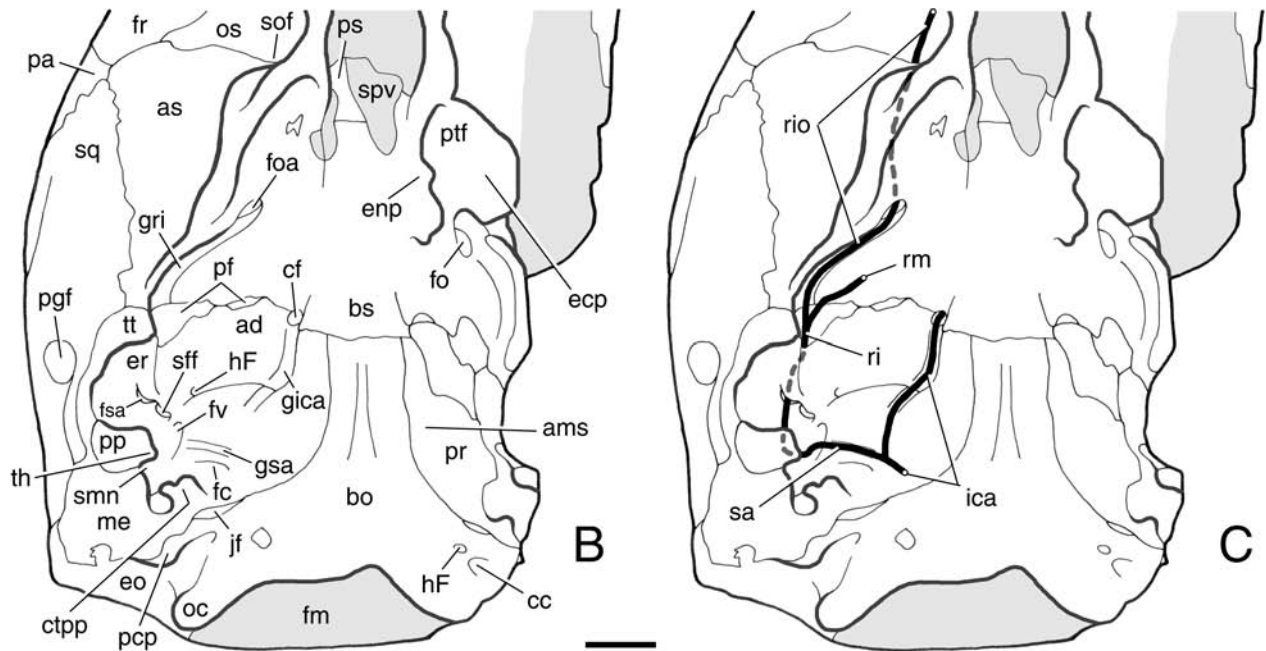 fr
os
sof
ps
pa
spv
as
ptf
sq
foa
enp
gri
pf
cf
fo
ecp
pgf
tt
ad
bs
er
sff
hF
gica
fsa
fv
ams
pp
gsa
pr
th
smn
fc
bo
me
jf
B
eo
hF
cc
oc
fm
ctpp
pcp
rio
rm
ri
sa
ica
C